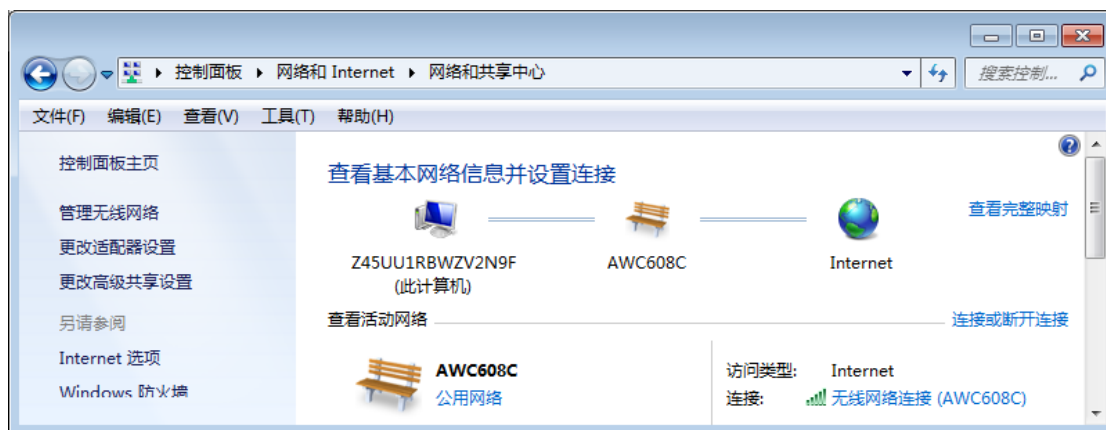 控制面板 网络和 Internet 网络和共享中心 搜索控制...
文件(F) 编辑(E) 查看(V) 工具(T) 帮助(H)
控制面板主页
管理无线网络
更改适配器设置
更改高级共享设置
另请参阅
Internet 选项
Windows 防火墙
查看基本网络信息并设置连接
查看完整映射
Z45UU1RBWZV2N9F AWC608C Internet
(此计算机)
查看活动网络 连接或断开连接
AWC608C
公用网络
访问类型: Internet
连接: 无线网络连接 (AWC608C)